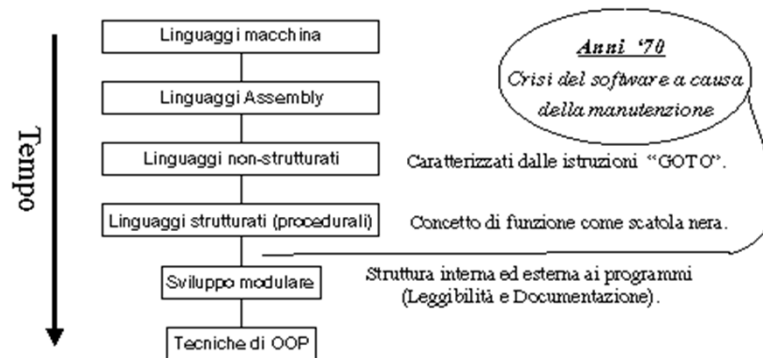 Linguaggi macchina
Anni ‘70
Crisi del software a causa
della manutenzione
Linguaggi Assembly
Linguaggi non-strutturati
Caratterizzati dalle istruzioni “GOTO”.
Linguaggi strutturati (procedurali)
Concetto di funzione come scatola nera.
Sviluppo modulare
Struttura interna ed esterna ai programmi
(Leggibilità e Documentazione).
Tecniche di OOP
Tempo